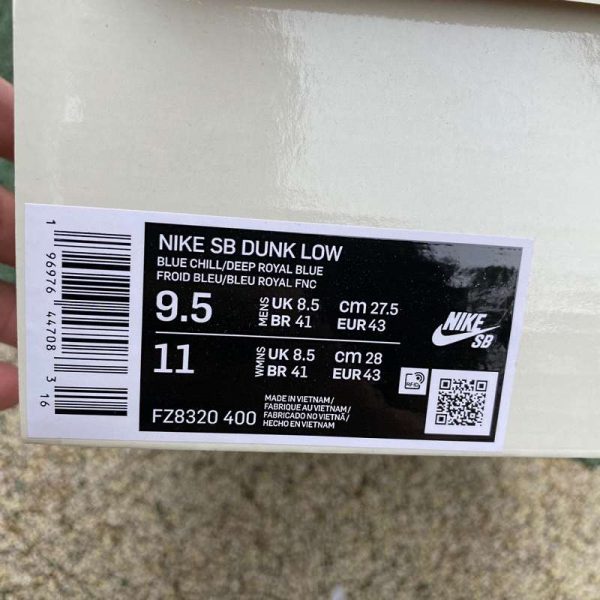 1 96976 44708 3 16
NIKE SB DUNK LOW
BLUE CHILL/DEEP ROYAL BLUE
FROID BLEU/BLEU ROYAL FNC
9.5 MENS UK 8.5 cm 27.5
BR 41 EUR 43
11 WMNS UK 8.5 cm 28
BR 41 EUR 43
NIKE
SB
RFID
FZ8320 400
MADE IN VIETNAM/
FABRIQUE AU VIETNAM/
FABRICADO NO VIETNÃ/
HECHO EN VIETNAM